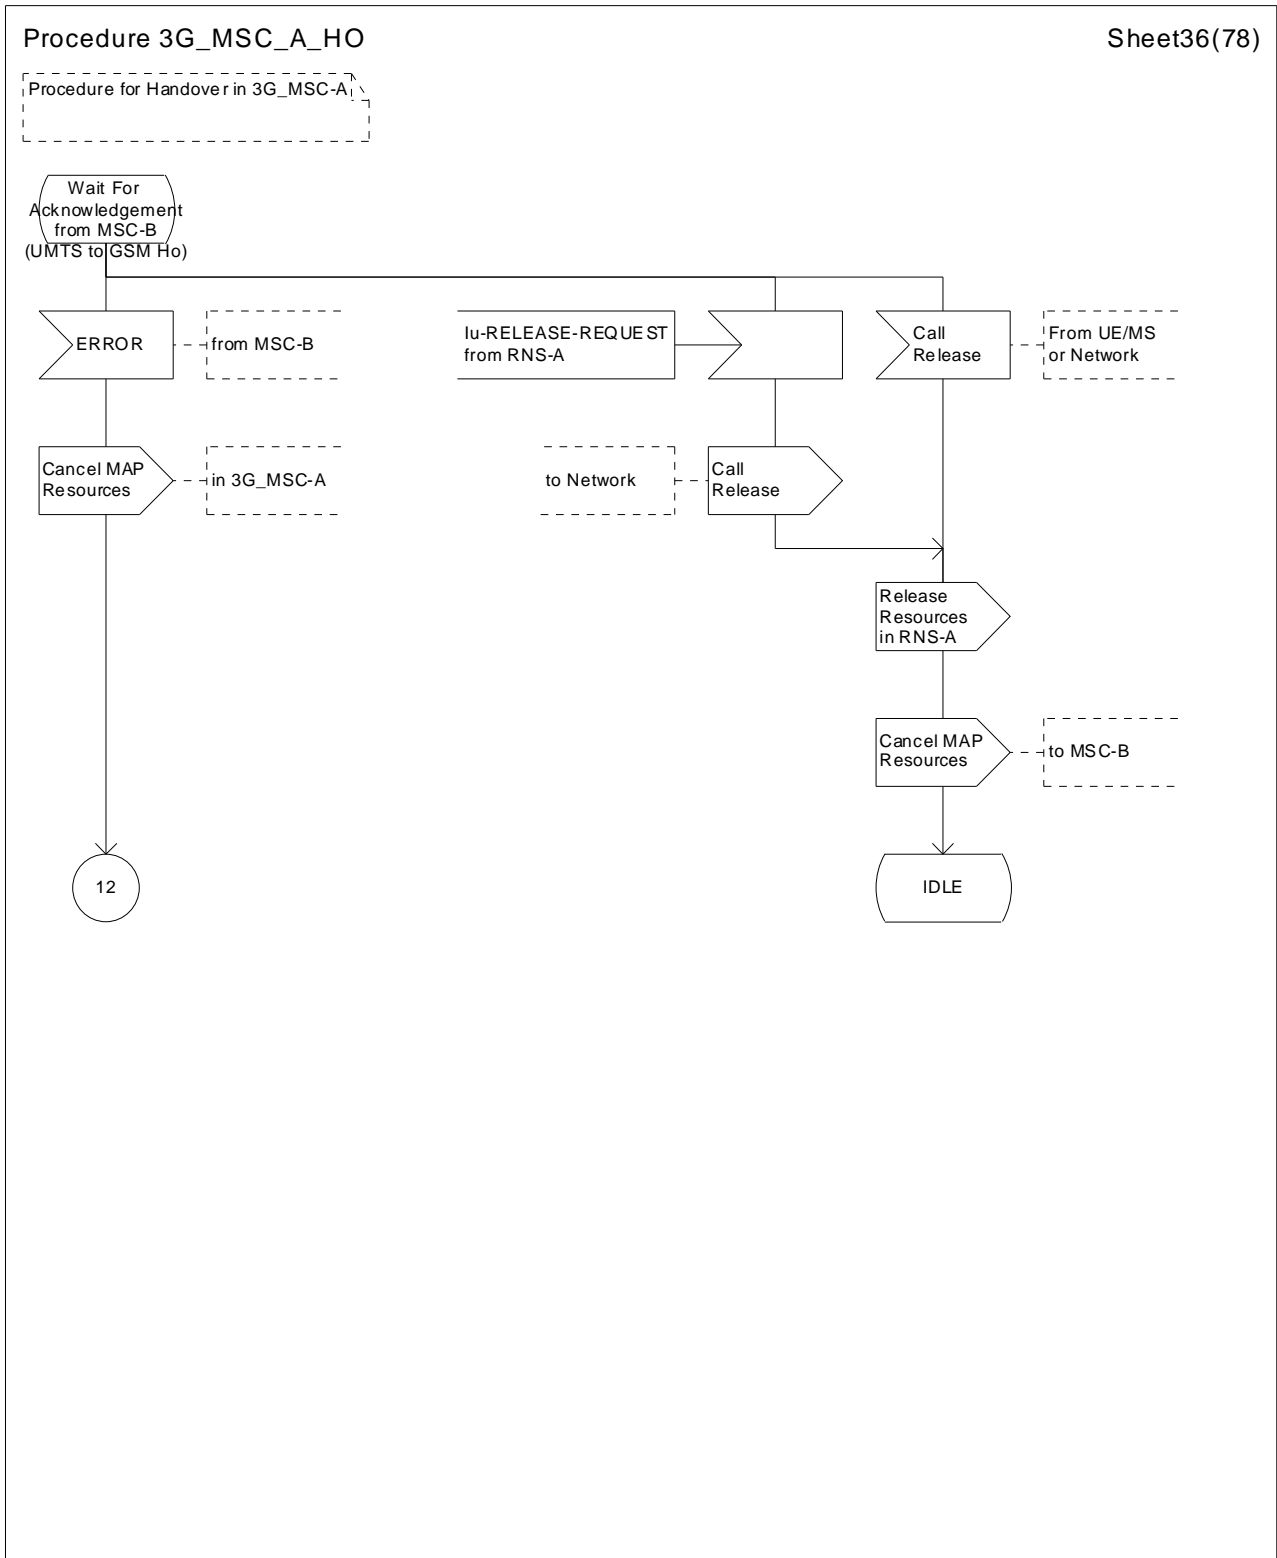 Procedure 3G_MSC_A_HO
Sheet36(78)
Procedure for Handover in 3G_MSC-A
Wait For
Acknowledgement
from MSC-B
(UMTS to GSM Ho)
ERROR
from MSC-B
Iu-RELEASE-REQUEST
from RNS-A
Call
Release
From UE/MS
or Network
Cancel MAP
Resources
in 3G_MSC-A
to Network
Call
Release
Release
Resources
in RNS-A
Cancel MAP
Resources
to MSC-B
12
IDLE